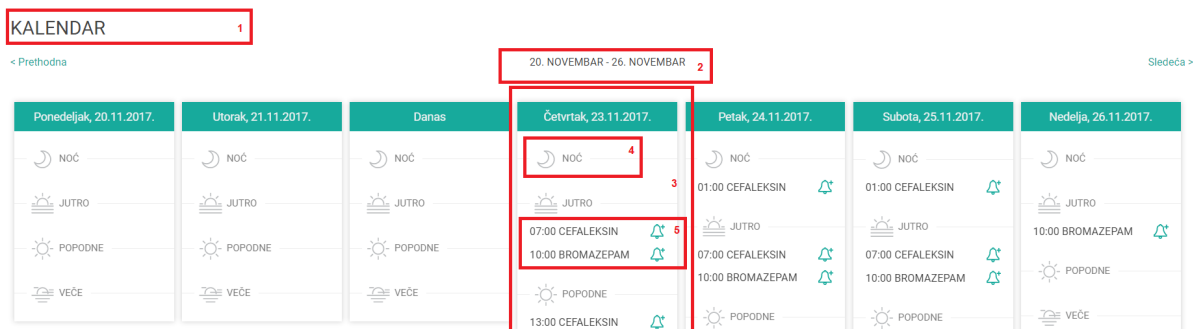 KALENDAR
1
< Prethodna
20. NOVEMBAR - 26. NOVEMBAR
2
Sledeća >
Ponedeljak, 20.11.2017.
NOĆ
JUTRO
POPODNE
VEČE
Utorak, 21.11.2017.
NOĆ
JUTRO
POPODNE
VEČE
Danas
NOĆ
JUTRO
POPODNE
VEČE
Četvrtak, 23.11.2017.
NOĆ
4
3
JUTRO
07:00 CEFALEKSIN
5
10:00 BROMAZEPAM
POPODNE
13:00 CEFALEKSIN
Petak, 24.11.2017.
NOĆ
01:00 CEFALEKSIN
JUTRO
07:00 CEFALEKSIN
10:00 BROMAZEPAM
POPODNE
Subota, 25.11.2017.
NOĆ
01:00 CEFALEKSIN
JUTRO
07:00 CEFALEKSIN
10:00 BROMAZEPAM
POPODNE
Nedelja, 26.11.2017.
NOĆ
JUTRO
10:00 BROMAZEPAM
POPODNE
VEČE